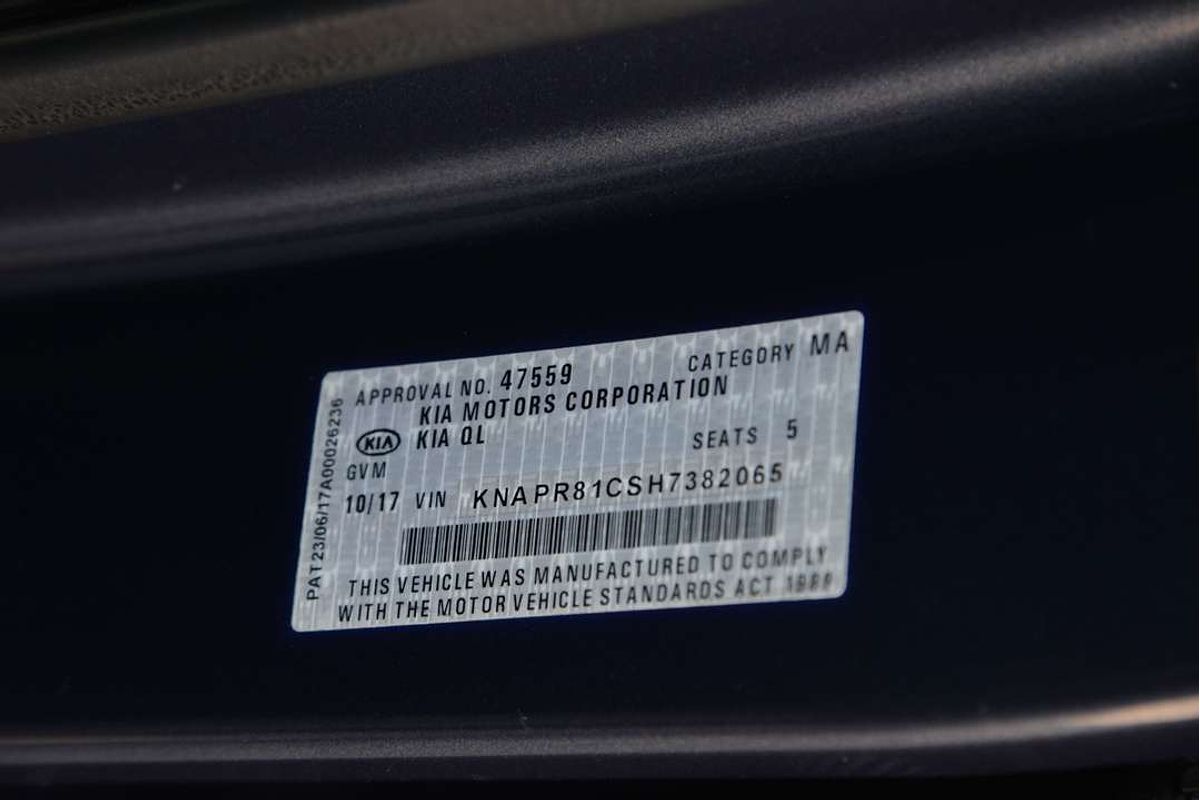 APPROVAL NO. 47559 CATEGORY MA
KIA MOTORS CORPORATION
KIA KIA QL SEATS 5
GVM
10/17 VIN KNAPR81CSH7382065
THIS VEHICLE WAS MANUFACTURED TO COMPLY
WITH THE MOTOR VEHICLE STANDARDS ACT 1989
PAT23/06/17A00026236